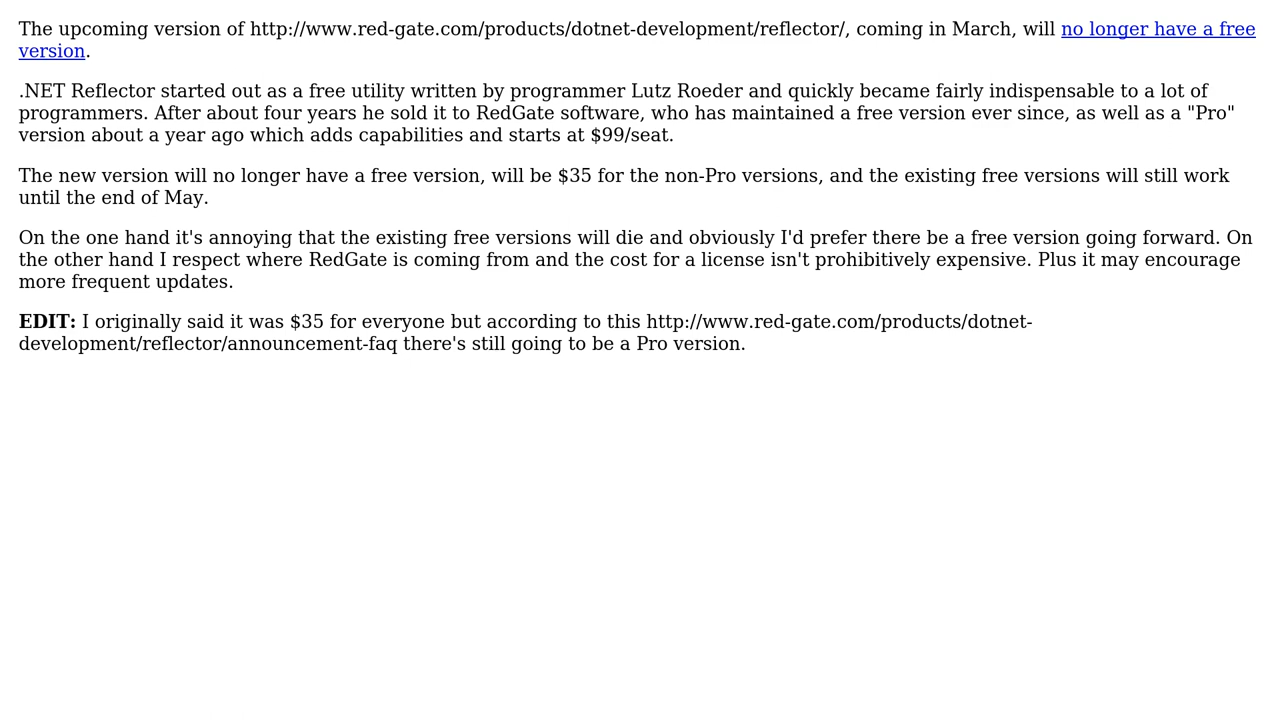 The upcoming version of http://www.red-gate.com/products/dotnet-development/reflector/, coming in March, will no longer have a free
version.
.NET Reflector started out as a free utility written by programmer Lutz Roeder and quickly became fairly indispensable to a lot of
programmers. After about four years he sold it to RedGate software, who has maintained a free version ever since, as well as a "Pro"
version about a year ago which adds capabilities and starts at $99/seat.
The new version will no longer have a free version, will be $35 for the non-Pro versions, and the existing free versions will still work
until the end of May.
On the one hand it's annoying that the existing free versions will die and obviously I'd prefer there be a free version going forward. On
the other hand I respect where RedGate is coming from and the cost for a license isn't prohibitively expensive. Plus it may encourage
more frequent updates.
EDIT: I originally said it was $35 for everyone but according to this http://www.red-gate.com/products/dotnet-
development/reflector/announcement-faq there's still going to be a Pro version.